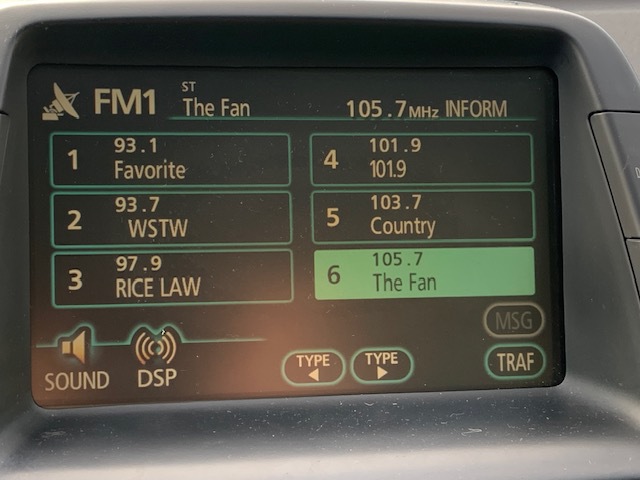 FM1 ST The Fan 105.7MHz INFORM
1 93.1 Favorite
4 101.9 101.9
2 93.7 WSTW
5 103.7 Country
3 97.9 RICE LAW
6 105.7 The Fan
MSG
SOUND DSP TYPE TYPE TRAF